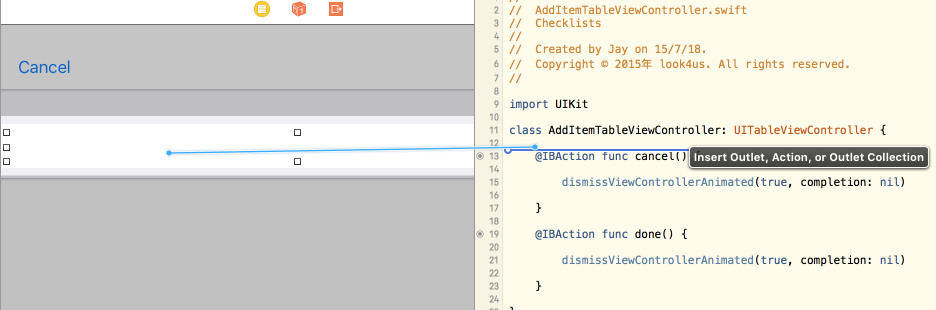 Cancel
2 // AddItemTableViewController.swift
3 // Checklists
4 //
5 // Created by Jay on 15/7/18.
6 // Copyright © 2015年 look4us. All rights reserved.
7 //
8
9 import UIKit
10
11 class AddItemTableViewController: UITableViewController {
12
13 @IBAction func cancel()
Insert Outlet, Action, or Outlet Collection
14
15 dismissViewControllerAnimated(true, completion: nil)
16
17 }
18
19 @IBAction func done() {
20
21 dismissViewControllerAnimated(true, completion: nil)
22
23 }
24